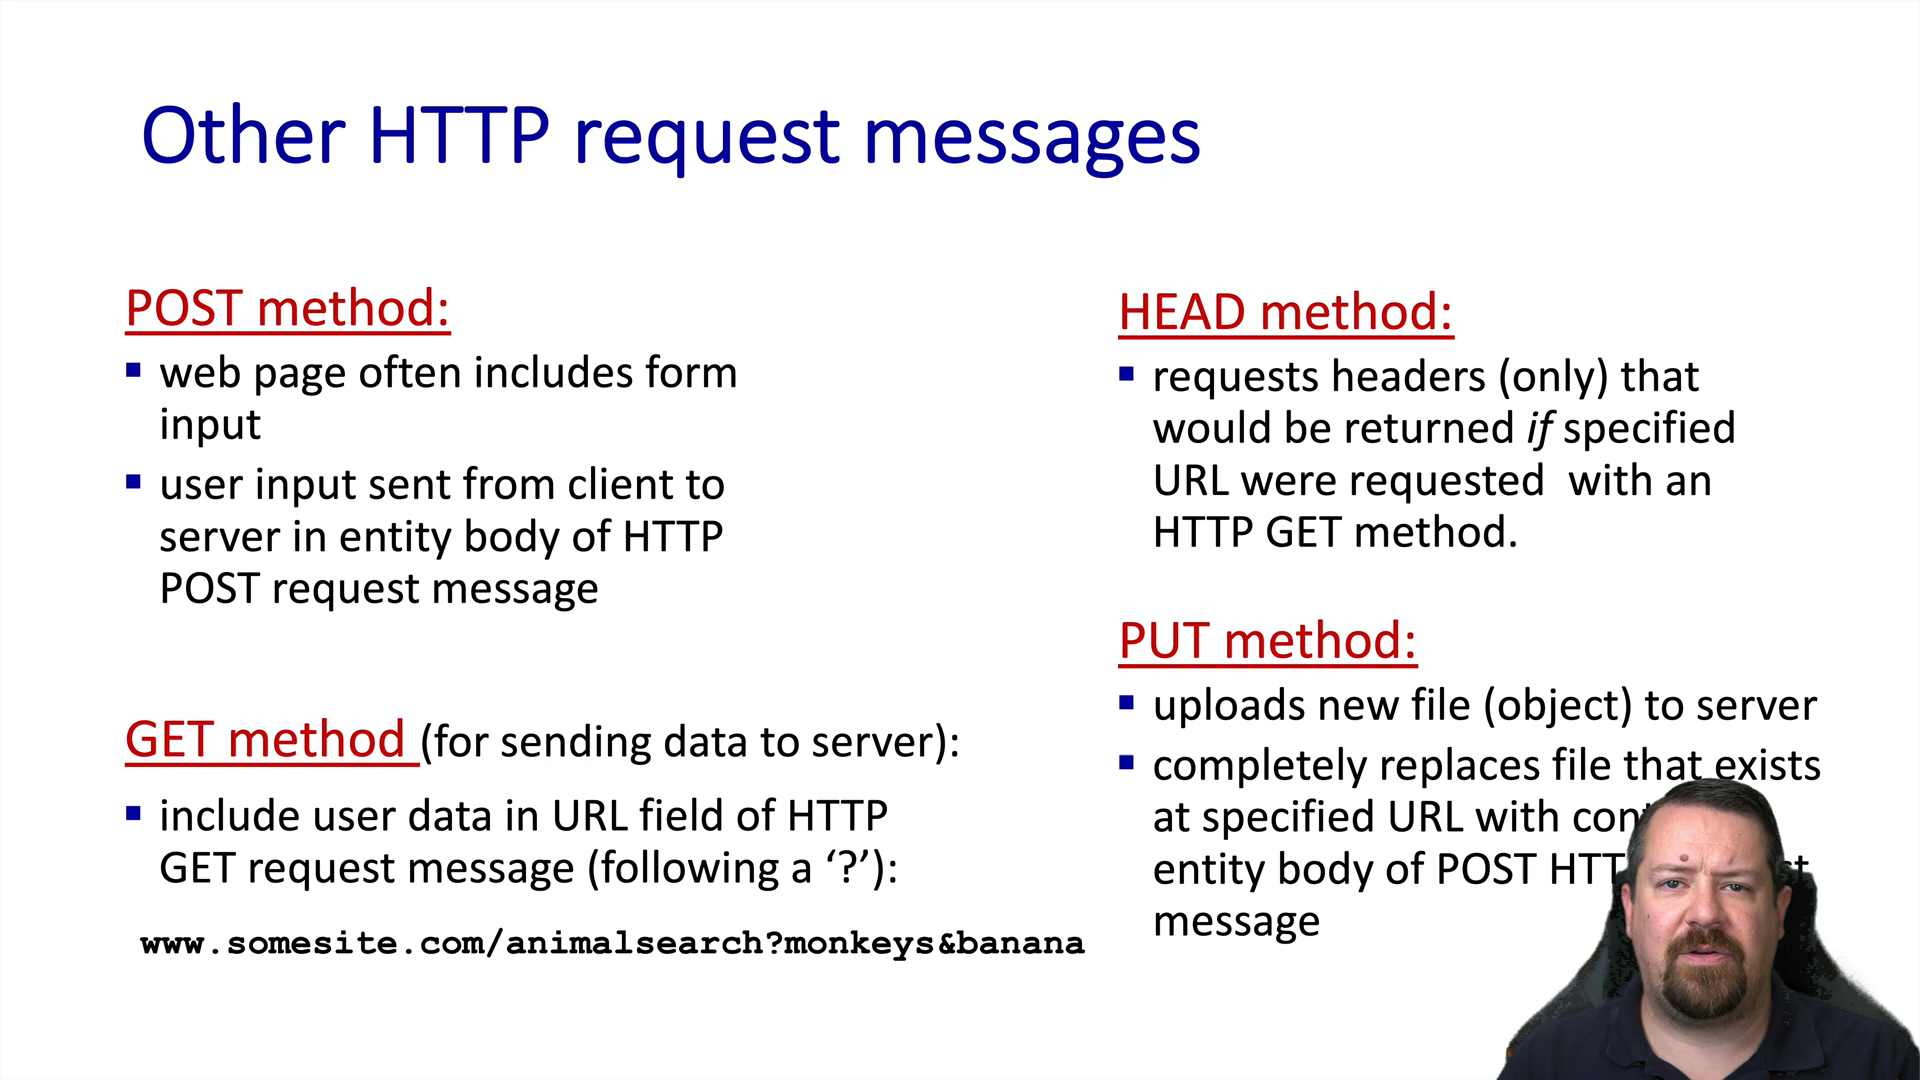 Other HTTP request messages
POST method:
▪ web page often includes form
input
▪ user input sent from client to
server in entity body of HTTP
POST request message
GET method (for sending data to server):
▪ include user data in URL field of HTTP
GET request message (following a ‘?’):
www.somesite.com/animalsearch?monkeys&banana
HEAD method:
▪ requests headers (only) that
would be returned if specified
URL were requested with an
HTTP GET method.
PUT method:
▪ uploads new file (object) to server
▪ completely replaces file that exists
at specified URL with
entity body of POST
message